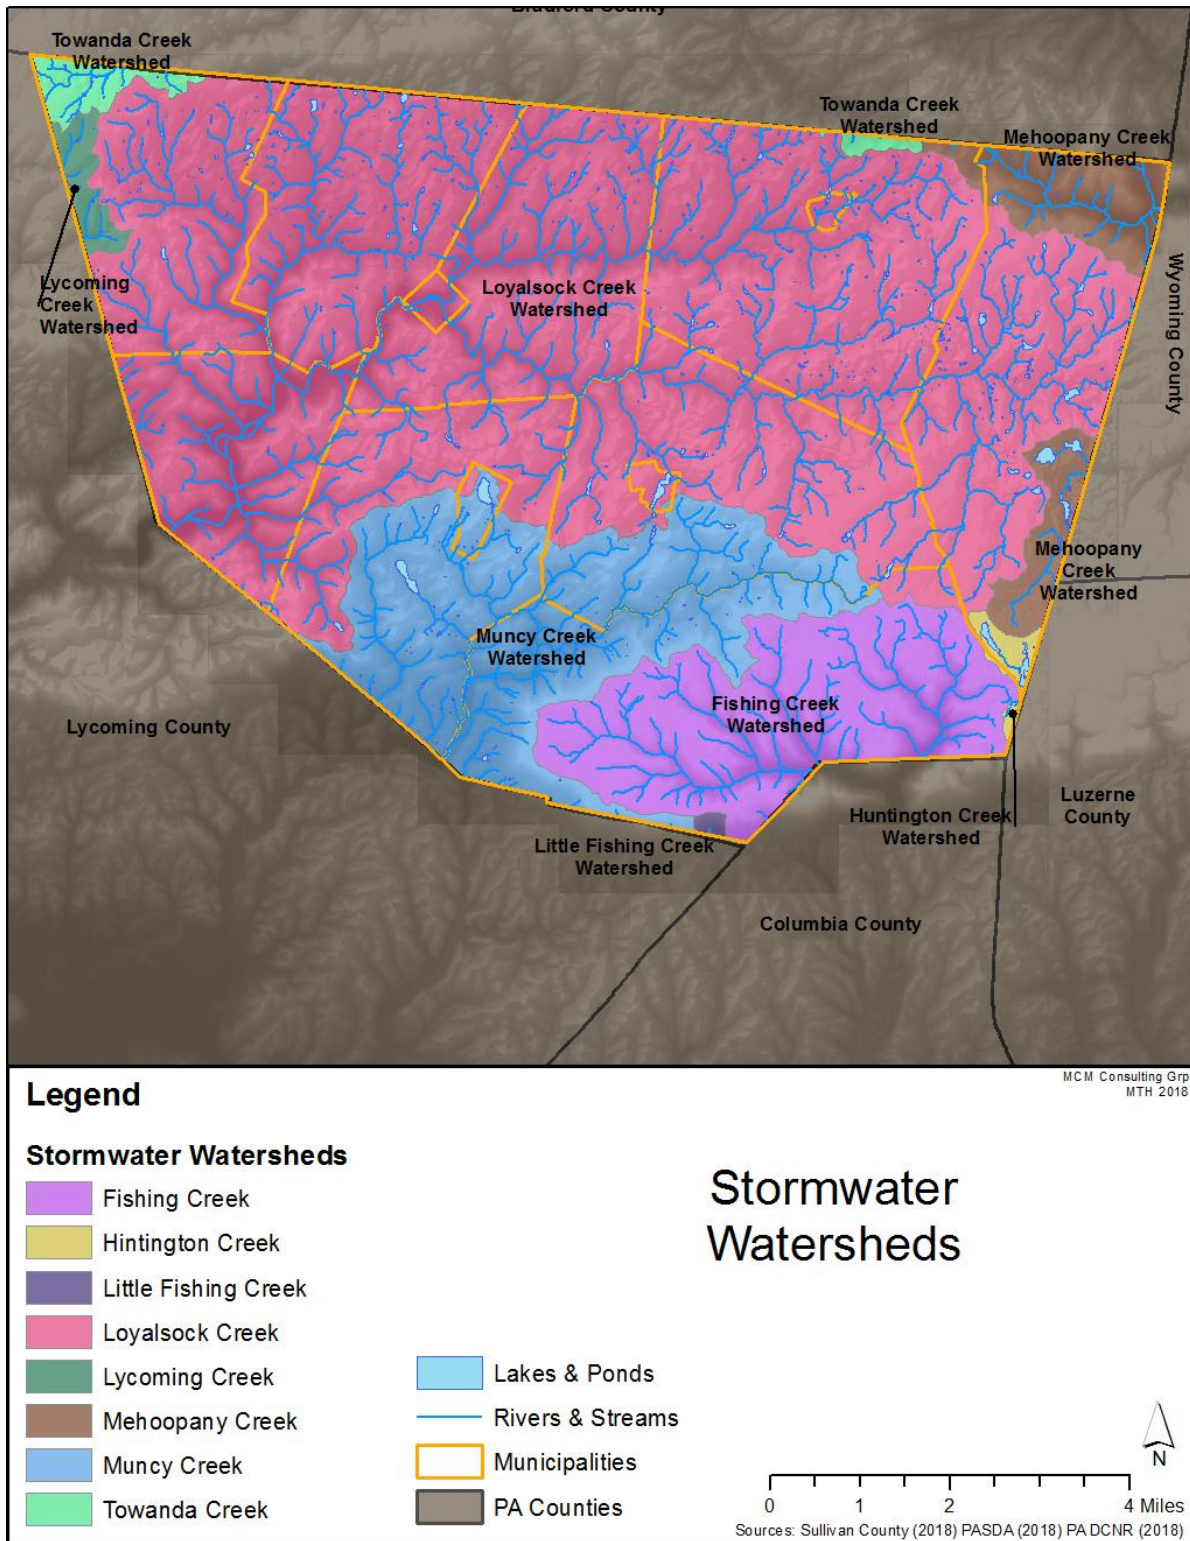 Bradford County
Towanda Creek
Watershed
Towanda Creek
Watershed
Mehoopany Creek
Watershed
Lycoming
Creek
Watershed
Loyalsock Creek
Watershed
Wyoming County
Mehoopany
Creek
Watershed
Muncy Creek
Watershed
Fishing Creek
Watershed
Lycoming County
Luzerne
County
Huntington Creek
Watershed
Little Fishing Creek
Watershed
Columbia County
MCM Consulting Grp
MTH 2018
Legend
Stormwater Watersheds
Fishing Creek
Hintington Creek
Little Fishing Creek
Loyalsock Creek
Lycoming Creek
Mehoopany Creek
Muncy Creek
Towanda Creek
Lakes & Ponds
Rivers & Streams
Municipalities
PA Counties
Stormwater
Watersheds
N
0 1 2 4 Miles
Sources: Sullivan County (2018) PASDA (2018) PA DCNR (2018)